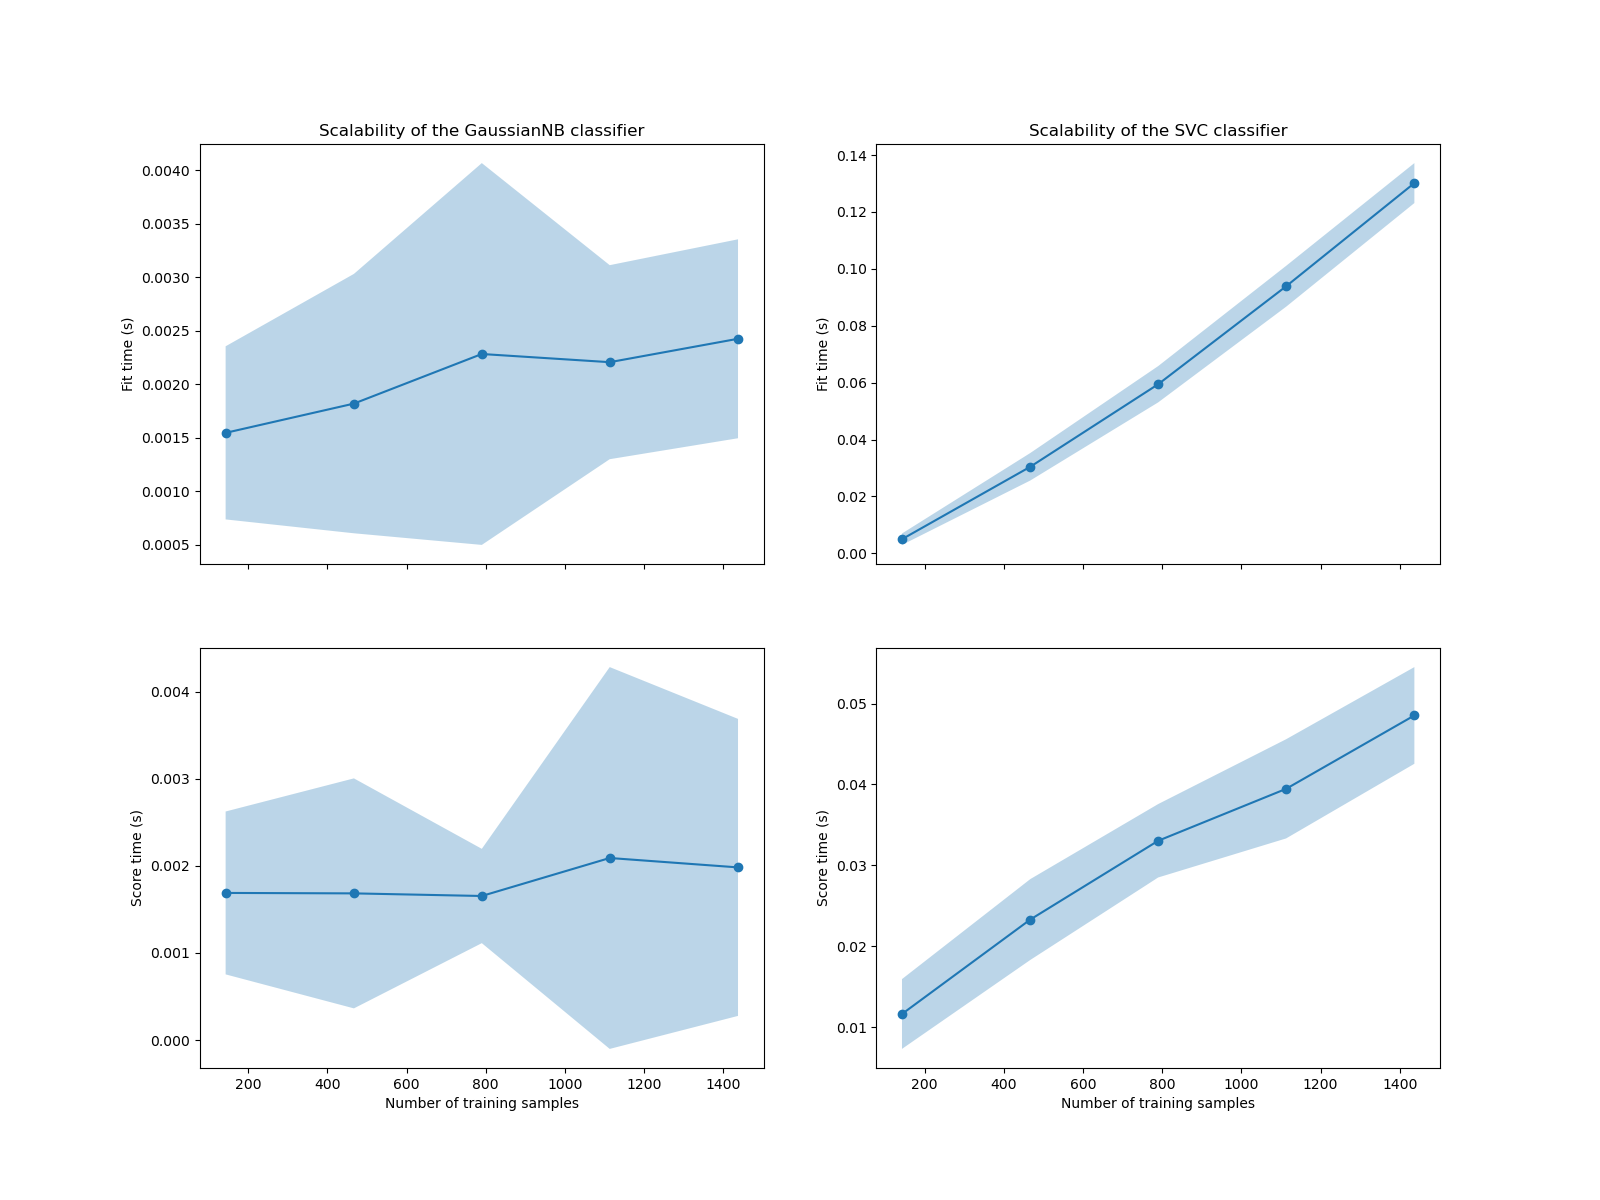 Scalability of the GaussianNB classifier
0.0040
0.0035
0.0030
0.0025
0.0020
0.0015
0.0010
0.0005
Fit time (s)
Scalability of the SVC classifier
0.14
0.12
0.10
0.08
0.06
0.04
0.02
0.00
Fit time (s)
0.004
0.003
0.002
0.001
0.000
Score time (s)
200 400 600 800 1000 1200 1400
Number of training samples
0.05
0.04
0.03
0.02
0.01
Score time (s)
200 400 600 800 1000 1200 1400
Number of training samples